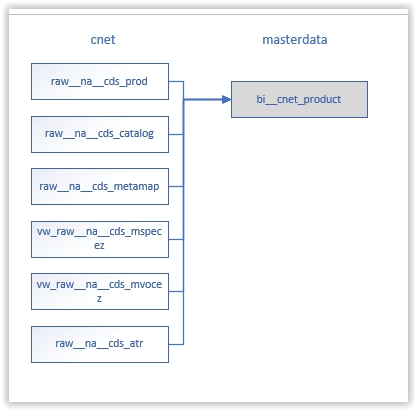 cnet
masterdata
raw__na__cds_prod
bi__cnet_product
raw__na__cds_catalog
raw__na__cds_metamap
vw_raw__na__cds_mspec
ez
vw_raw__na__cds_mvoce
z
raw__na__cds_atr